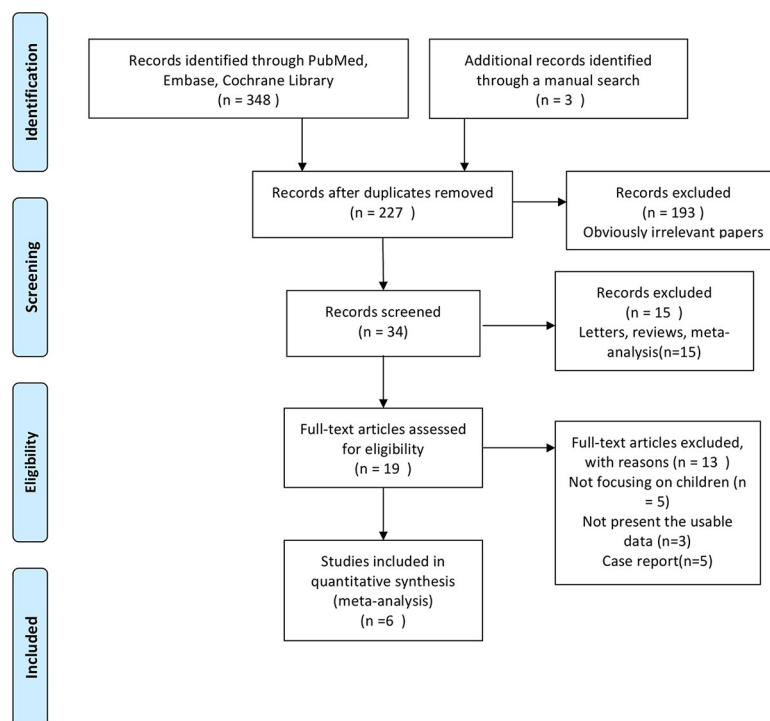 Identification
Records identified through PubMed,
Embase, Cochrane Library
(n = 348 )
Additional records identified
through a manual search
(n = 3 )
Records after duplicates removed
(n = 227 )
Records excluded
(n = 193 )
Obviously irrelevant papers
Screening
Records screened
(n = 34)
Records excluded
(n = 15 )
Letters, reviews, meta-
analysis(n=15)
Eligibility
Full-text articles assessed
for eligibility
(n = 19 )
Full-text articles excluded,
with reasons (n = 13 )
Not focusing on children (n
= 5)
Not present the usable
data (n=3)
Case report(n=5)
Included
Studies included in
quantitative synthesis
(meta-analysis)
(n =6 )